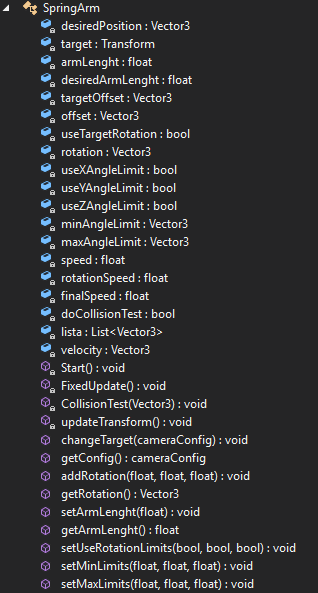 SpringArm
desiredPosition : Vector3
target : Transform
armLenght : float
desiredArmLenght : float
targetOffset : Vector3
offset : Vector3
useTargetRotation : bool
rotation : Vector3
useXAngleLimit : bool
useYAngleLimit : bool
useZAngleLimit : bool
minAngleLimit : Vector3
maxAngleLimit : Vector3
speed : float
rotationSpeed : float
finalSpeed : float
doCollisionTest : bool
lista : List<Vector3>
velocity : Vector3
Start() : void
FixedUpdate() : void
CollisionTest(Vector3) : void
updateTransform() : void
changeTarget(cameraConfig) : void
getConfig() : cameraConfig
addRotation(float, float, float) : void
getRotation() : Vector3
setArmLenght(float) : void
getArmLenght() : float
setUseRotationLimits(bool, bool, bool) : void
setMinLimits(float, float, float) : void
setMaxLimits(float, float, float) : void